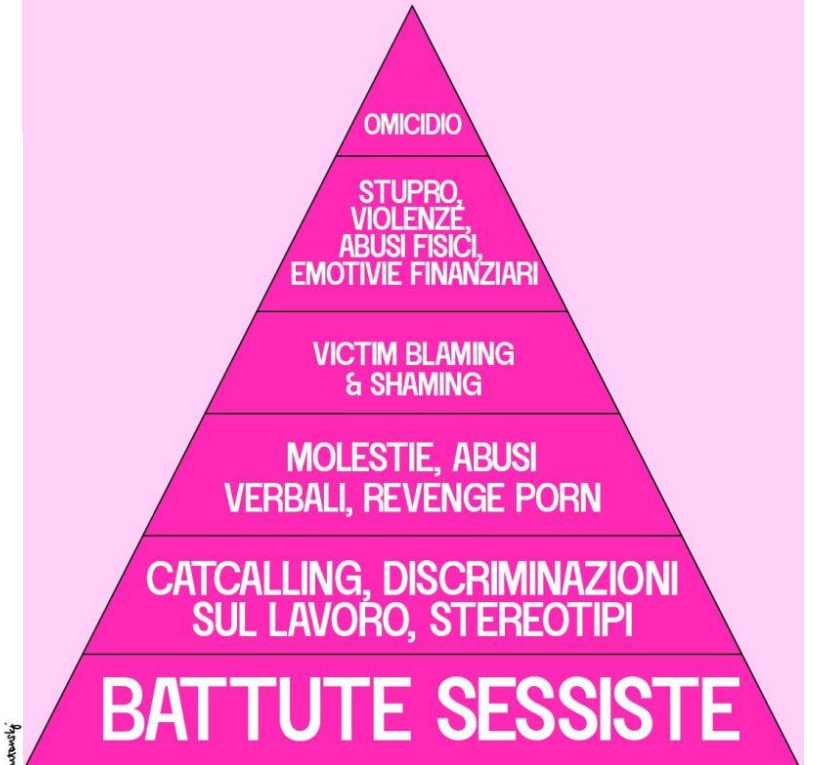 OMICIDIO
STUPRO,
VIOLENZE,
ABUSI FISICI,
EMOTIVIE FINANZIARI
VICTIM BLAMING
& SHAMING
MOLESTIE, ABUSI
VERBALI, REVENGE PORN
CATCALLING, DISCRIMINAZIONI
SUL LAVORO, STEREOTIPI
BATTUTE SESSISTE